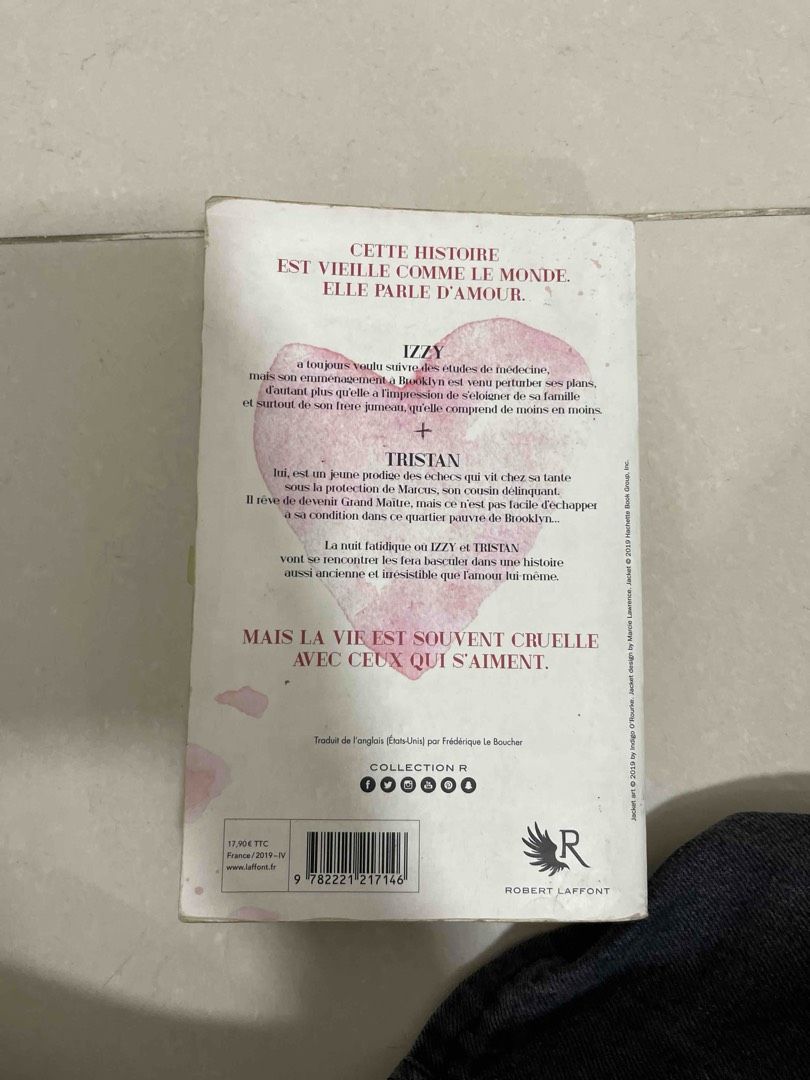 CETTE HISTOIRE
EST VIEILLE COMME LE MONDE.
ELLE PARLE D'AMOUR.
IZZY
a toujours voulu suivre des études de médecine,
mais son emménagement à Brooklyn est venu perturber ses plans,
d'autant plus qu'elle a l'impression de s'éloigner de sa famille
et surtout de son frère jumeau, qu'elle comprend de moins en moins.
+
TRISTAN
lui, est un jeune prodige des échecs qui vit chez sa tante
sous la protection de Marcus, son cousin délinquant.
Il rêve de devenir Grand Maître, mais ce n'est pas facile d'échapper
à sa condition dans ce quartier pauvre de Brooklyn...
La nuit fatidique où IZZY et TRISTAN
vont se rencontrer les fera basculer dans une histoire
aussi ancienne et irrésistible que l'amour lui-même.
MAIS LA VIE EST SOUVENT CRUELLE
AVEC CEUX QUI S'AIMENT.
Traduit de l'anglais (États-Unis) par Frédérique Le Boucher
COLLECTION R
17,90 € TTC
France/2019-IV
www.laffont.fr
9 782221 217146
R
ROBERT LAFFONT
Jacket art © 2019 by Indigo O'Rourke. Jacket design by Marcie Lawrence. Jacket © 2019 Hachette Book Group, Inc.